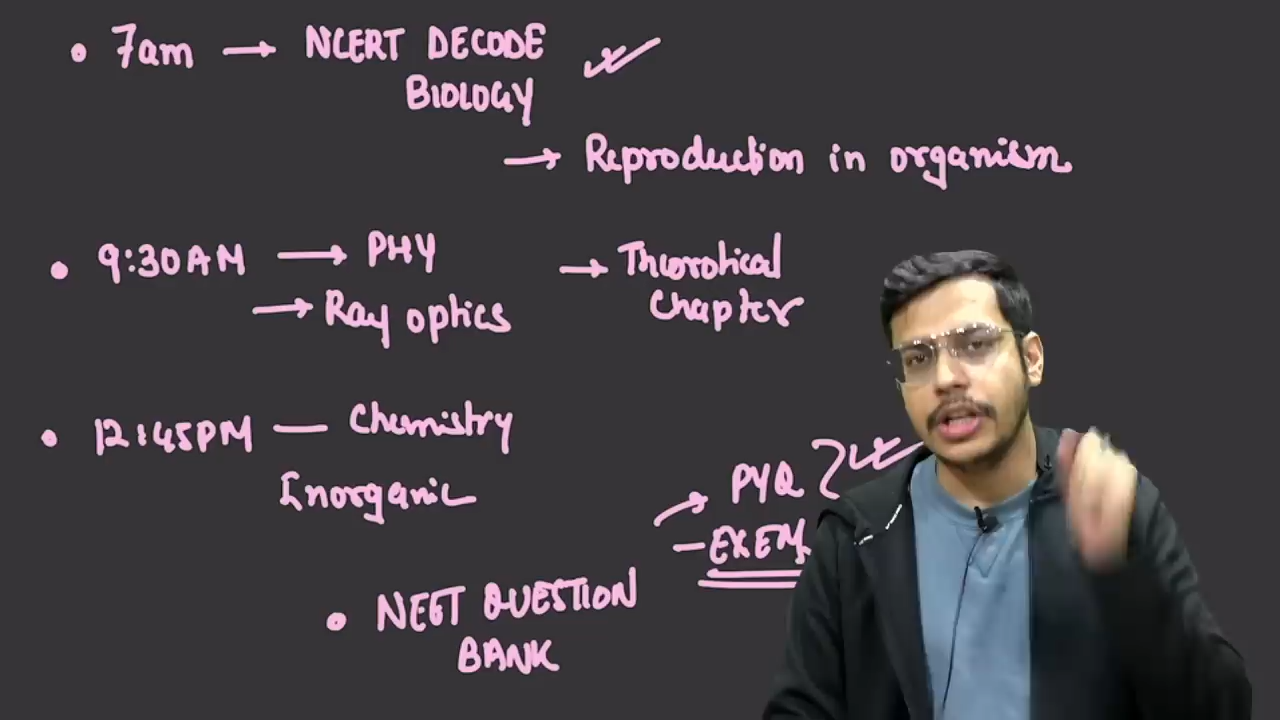 • 7am → NCERT DECODE
BIOLOGY
→ Reproduction in organism
• 9:30AM → PHY
→ Ray optics
→ Theorotical
Chapter
• 12:45PM — Chemistry
Inorganic
→ PYQ
– EXEM
• NEET QUESTION
BANK